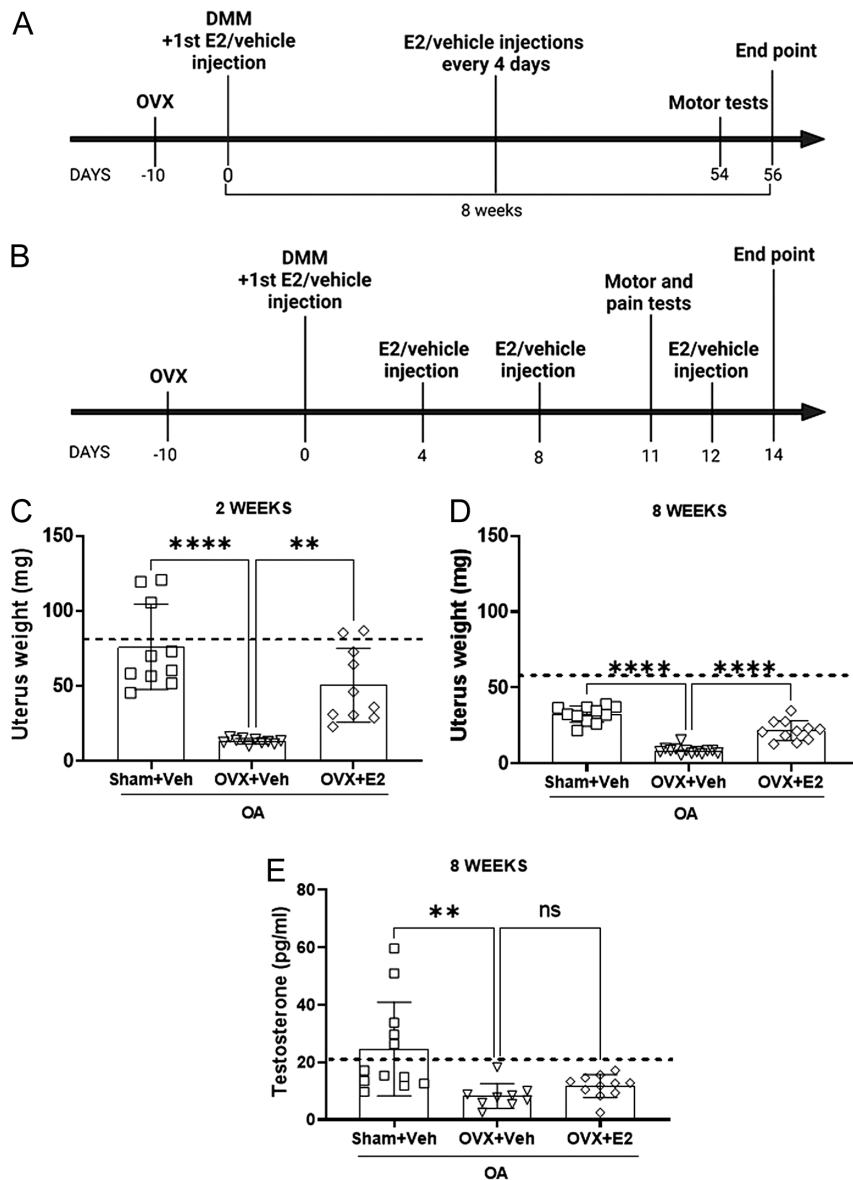 A
DMM
+1st E2/vehicle
injection
E2/vehicle injections
every 4 days
End point
OVX
Motor tests
DAYS
-10
0
54
56
8 weeks
B
DMM
+1st E2/vehicle
injection
End point
Motor and
pain tests
E2/vehicle
injection
E2/vehicle
injection
E2/vehicle
injection
OVX
DAYS
-10
0
4
8
11
12
14
C
2 WEEKS
Uterus weight (mg)
150
100
50
0
****
**
Sham+Veh
OVX+Veh
OVX+E2
OA
D
8 WEEKS
Uterus weight (mg)
150
100
50
0
****
****
Sham+Veh
OVX+Veh
OVX+E2
OA
E
8 WEEKS
Testosterone (pg/ml)
80
60
40
20
0
**
ns
Sham+Veh
OVX+Veh
OVX+E2
OA